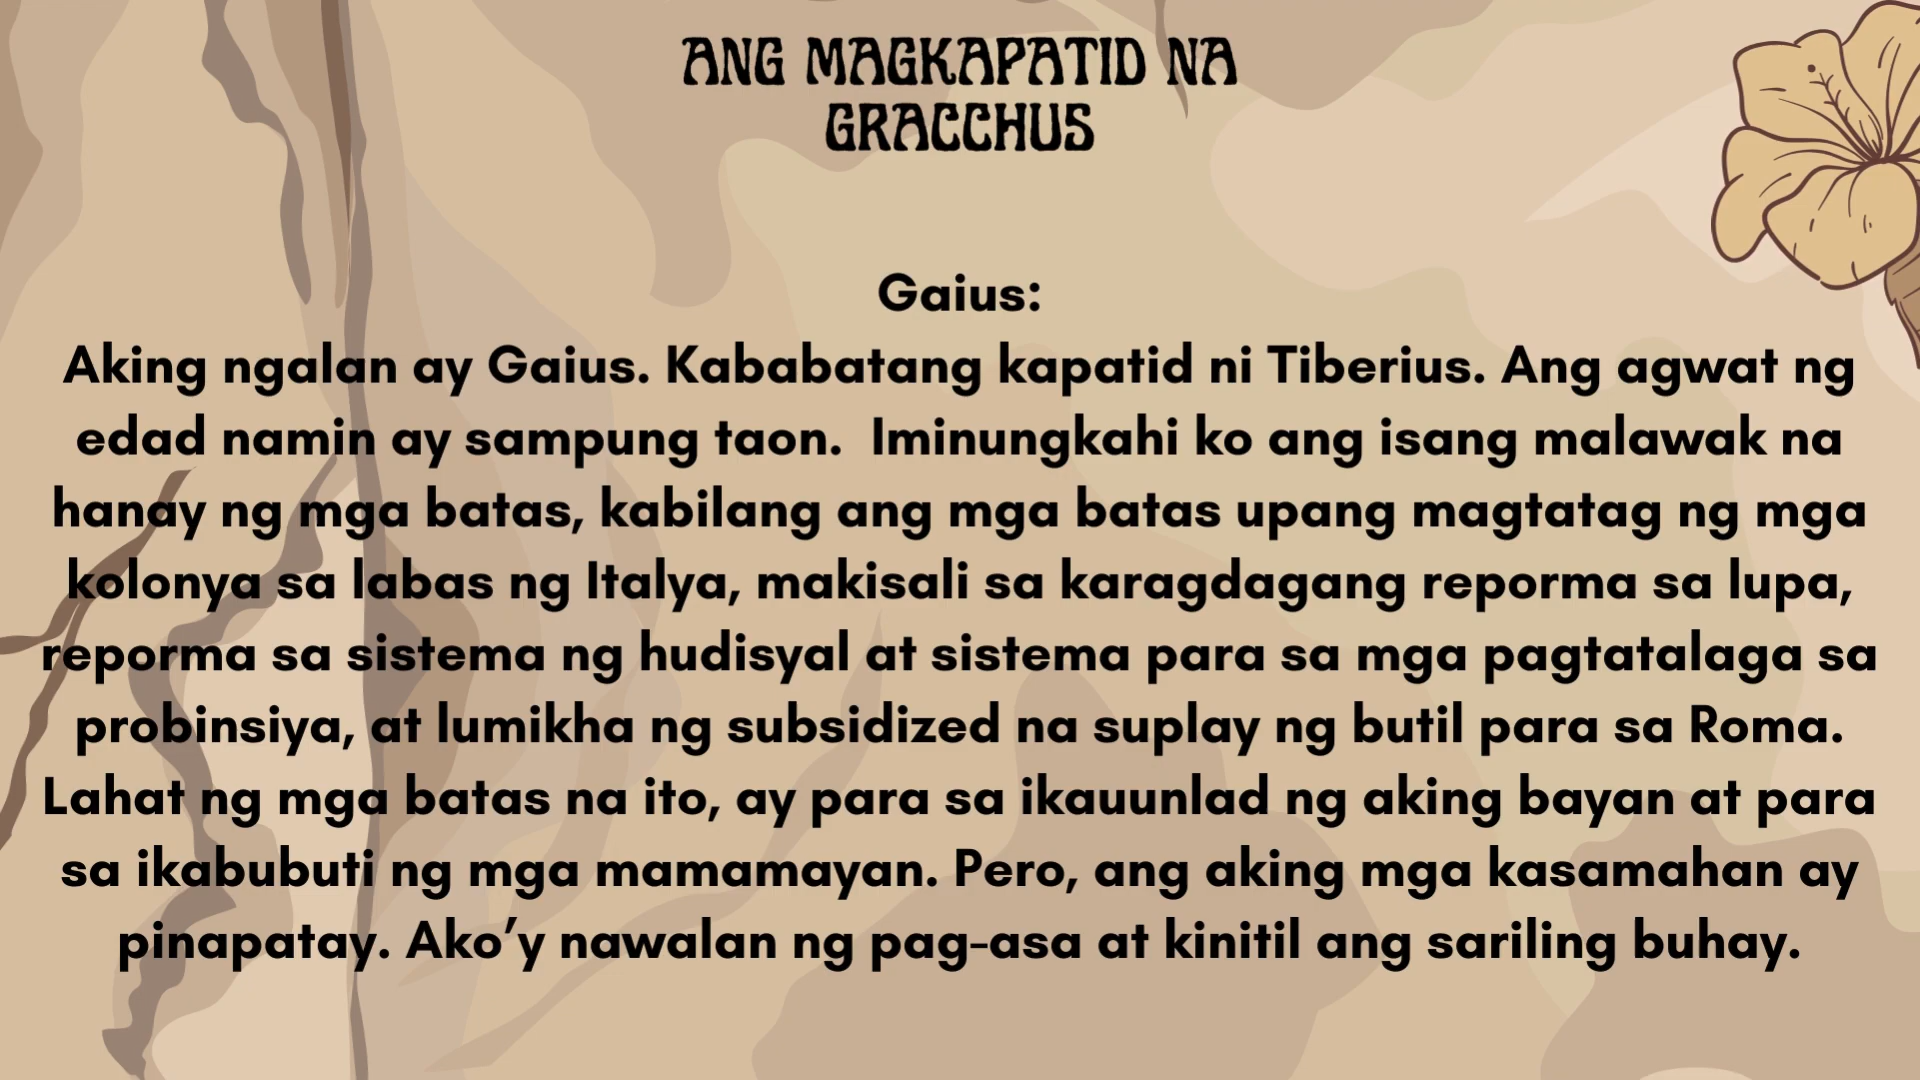 ANG MAGKAPATID NA
GRACCHUS
Gaius:
Aking ngalan ay Gaius. Kababatang kapatid ni Tiberius. Ang agwat ng
edad namin ay sampung taon.  Iminungkahi ko ang isang malawak na
hanay ng mga batas, kabilang ang mga batas upang magtatag ng mga
kolonya sa labas ng Italya, makisali sa karagdagang reporma sa lupa,
reporma sa sistema ng hudisyal at sistema para sa mga pagtatalaga sa
probinsiya, at lumikha ng subsidized na suplay ng butil para sa Roma.
Lahat ng mga batas na ito, ay para sa ikauunlad ng aking bayan at para
sa ikabubuti ng mga mamamayan. Pero, ang aking mga kasamahan ay
pinapatay. Ako’y nawalan ng pag-asa at kinitil ang sariling buhay.